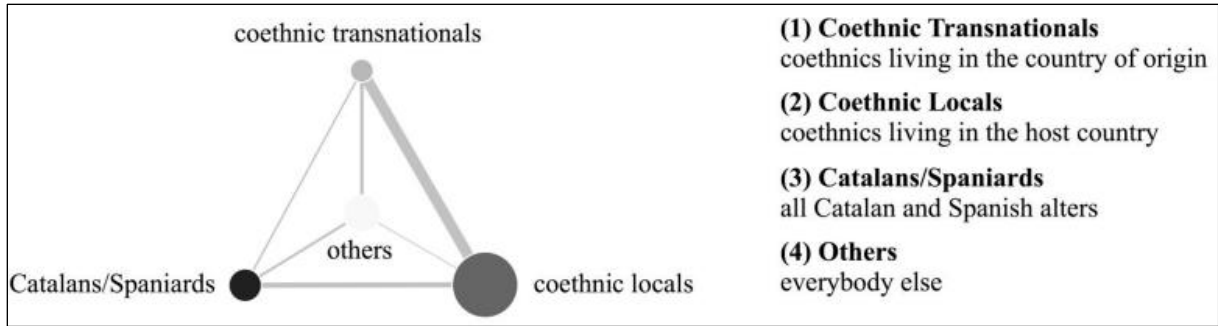 coethnic transnationals
others
Catalans/Spaniards
coethnic locals
(1) Coethnic Transnationals
coethnics living in the country of origin
(2) Coethnic Locals
coethnics living in the host country
(3) Catalans/Spaniards
all Catalan and Spanish alters
(4) Others
everybody else